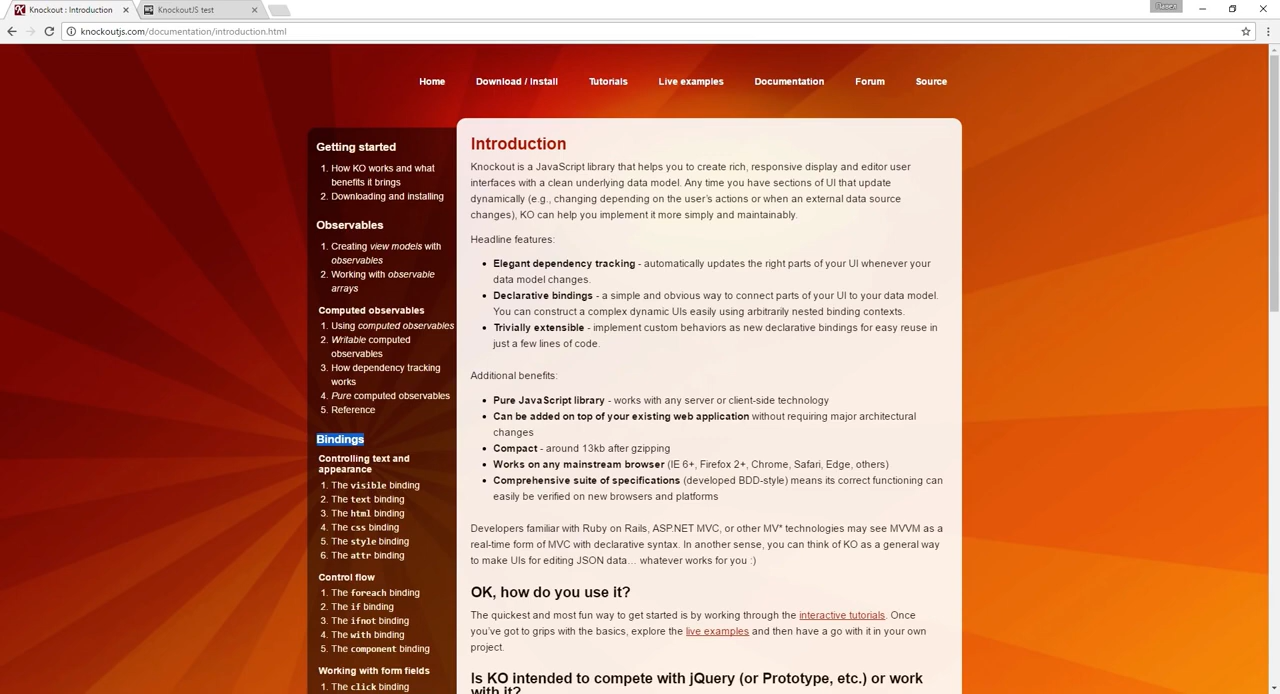 Knockout : Introduction
KnockoutJS test
knockoutjs.com/documentation/introduction.html
Home Download / Install Tutorials Live examples Documentation Forum Source
Getting started
1. How KO works and what
benefits it brings
2. Downloading and installing
Observables
1. Creating view models with
observables
2. Working with observable
arrays
Computed observables
1. Using computed observables
2. Writable computed
observables
3. How dependency tracking
works
4. Pure computed observables
5. Reference
Bindings
Controlling text and
appearance
1. The visible binding
2. The text binding
3. The html binding
4. The css binding
5. The style binding
6. The attr binding
Control flow
1. The foreach binding
2. The if binding
3. The ifnot binding
4. The with binding
5. The component binding
Working with form fields
1. The click binding
Introduction
Knockout is a JavaScript library that helps you to create rich, responsive display and editor user
interfaces with a clean underlying data model. Any time you have sections of UI that update
dynamically (e.g., changing depending on the user's actions or when an external data source
changes), KO can help you implement it more simply and maintainably.
Headline features:
• Elegant dependency tracking - automatically updates the right parts of your UI whenever your
data model changes.
• Declarative bindings - a simple and obvious way to connect parts of your UI to your data model.
You can construct a complex dynamic UIs easily using arbitrarily nested binding contexts.
• Trivially extensible - implement custom behaviors as new declarative bindings for easy reuse in
just a few lines of code.
Additional benefits:
• Pure JavaScript library - works with any server or client-side technology
• Can be added on top of your existing web application without requiring major architectural
changes
• Compact - around 13kb after gzipping
• Works on any mainstream browser (IE 6+, Firefox 2+, Chrome, Safari, Edge, others)
• Comprehensive suite of specifications (developed BDD-style) means its correct functioning can
easily be verified on new browsers and platforms
Developers familiar with Ruby on Rails, ASP.NET MVC, or other MV* technologies may see MVVM as a
real-time form of MVC with declarative syntax. In another sense, you can think of KO as a general way
to make UIs for editing JSON data… whatever works for you :)
OK, how do you use it?
The quickest and most fun way to get started is by working through the interactive tutorials. Once
you've got to grips with the basics, explore the live examples and then have a go with it in your own
project.
Is KO intended to compete with jQuery (or Prototype, etc.) or work
with it?